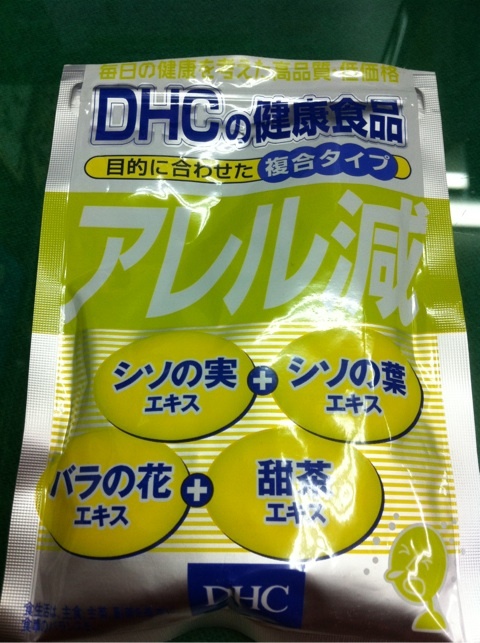 毎日の健康を考えた高品質・低価格
DHCの健康食品
目的に合わせた 複合タイプ
アレル減
シソの実 + シソの葉
エキス エキス
バラの花 + 甜茶
エキス エキス
DHC